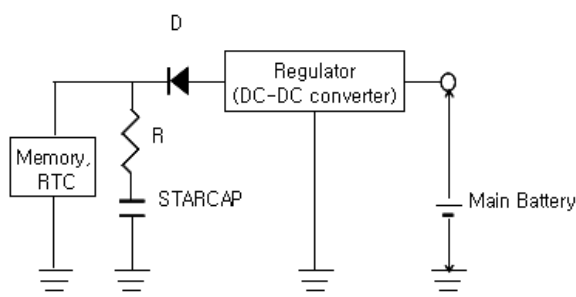 D
Regulator
(DC-DC converter)
R
Memory,
RTC
STARCAP
Main Battery